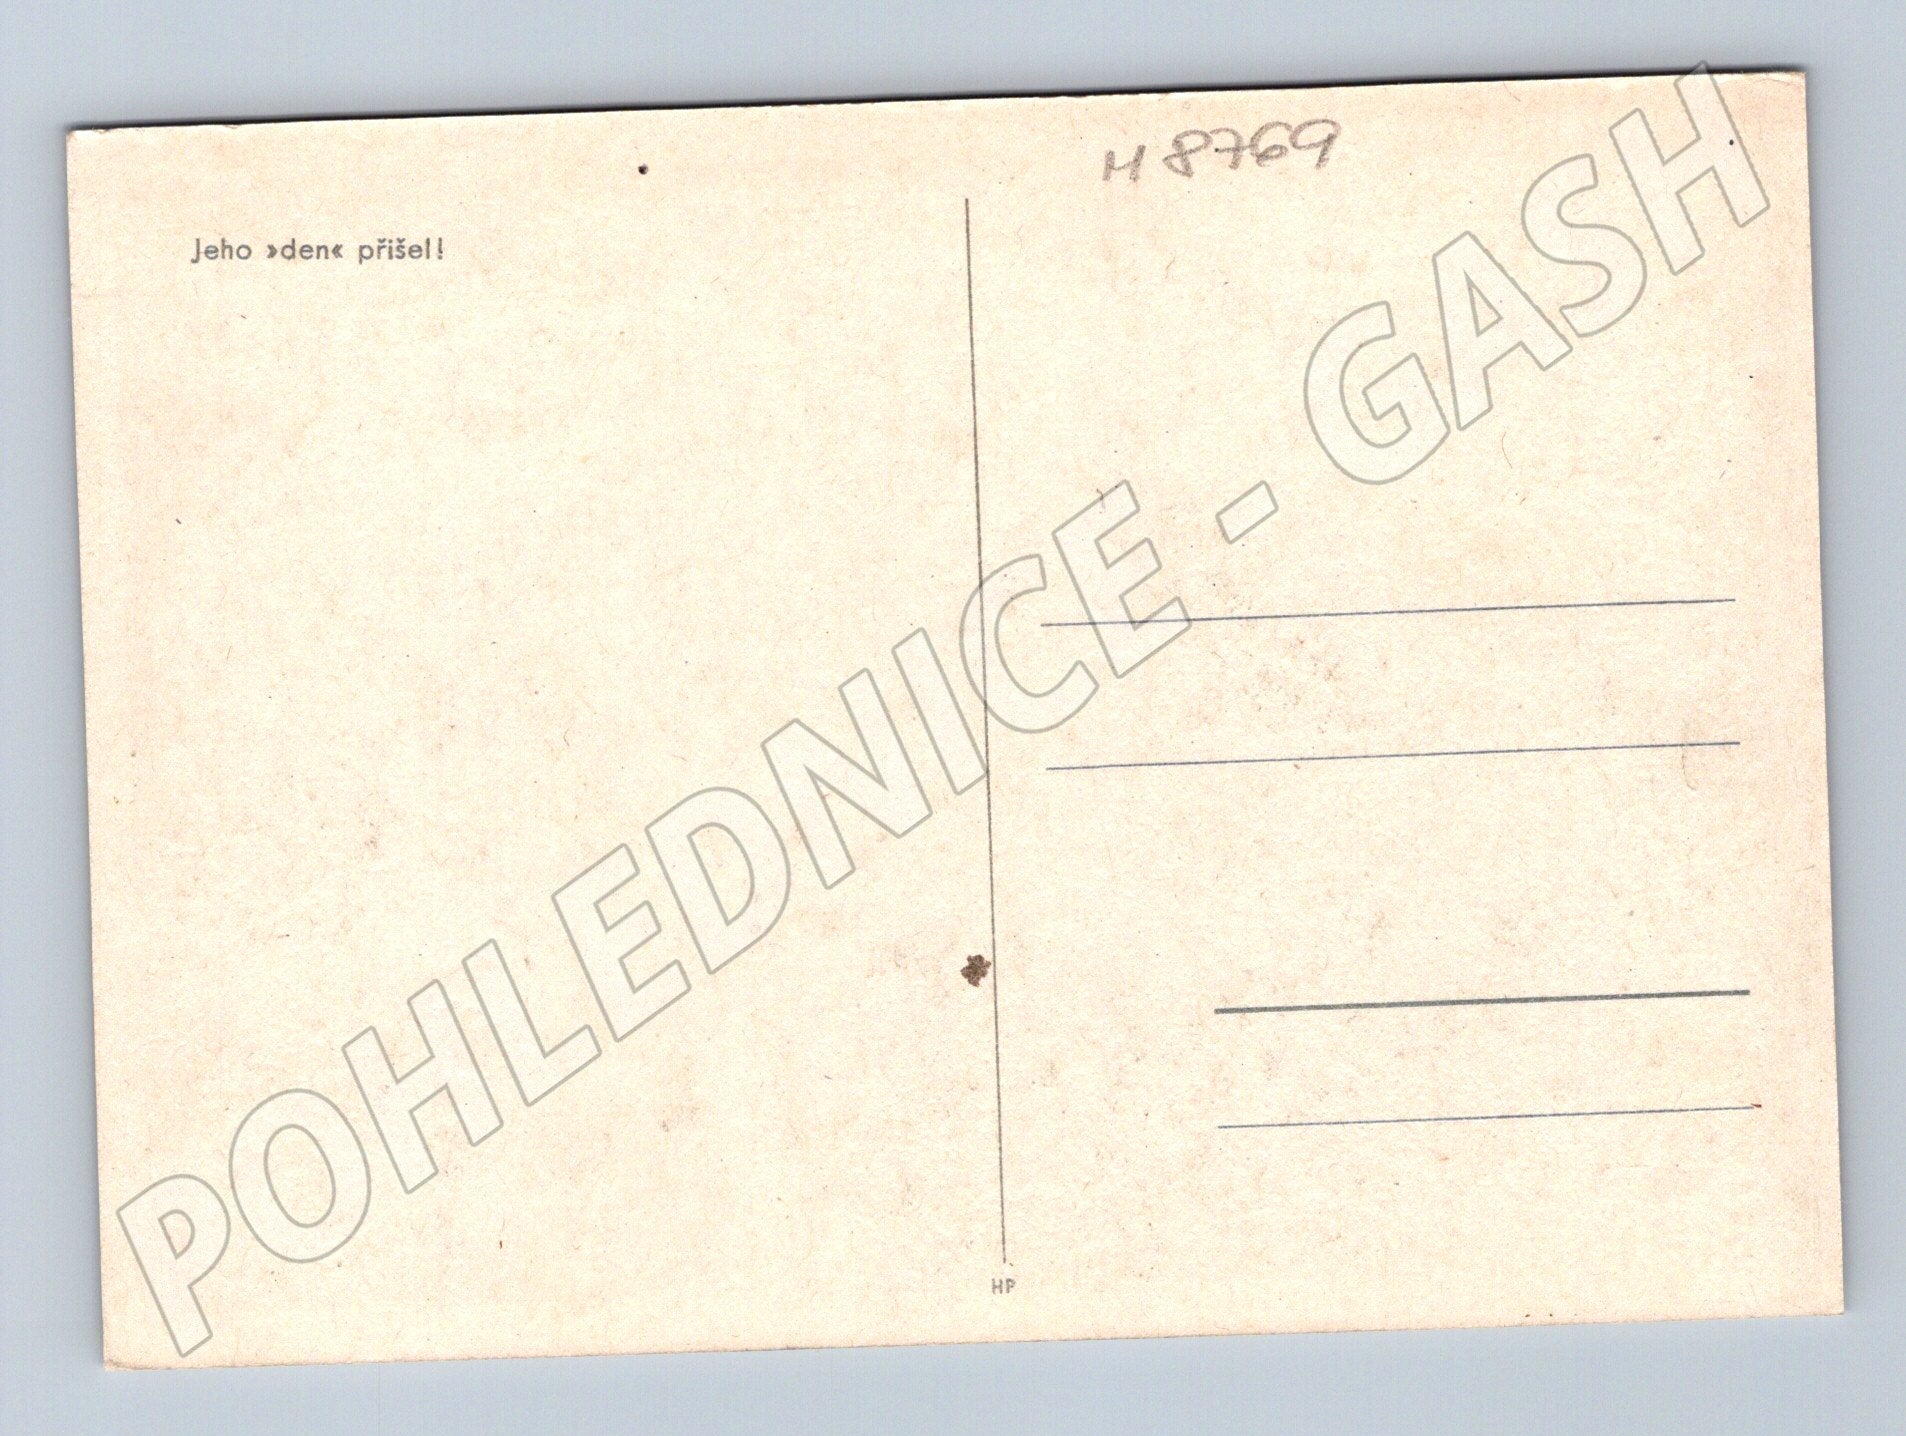 H 8769
Jeho »den« přišel!
POHLEDNICE - GASH
HP